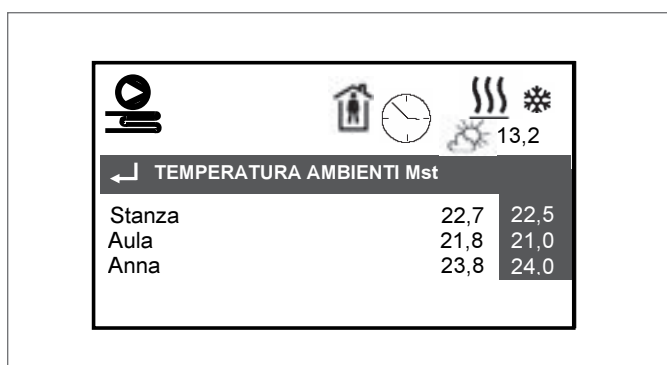 13,2
TEMPERATURA AMBIENTI Mst
Stanza 22,7 22,5
Aula 21,8 21,0
Anna 23,8 24,0